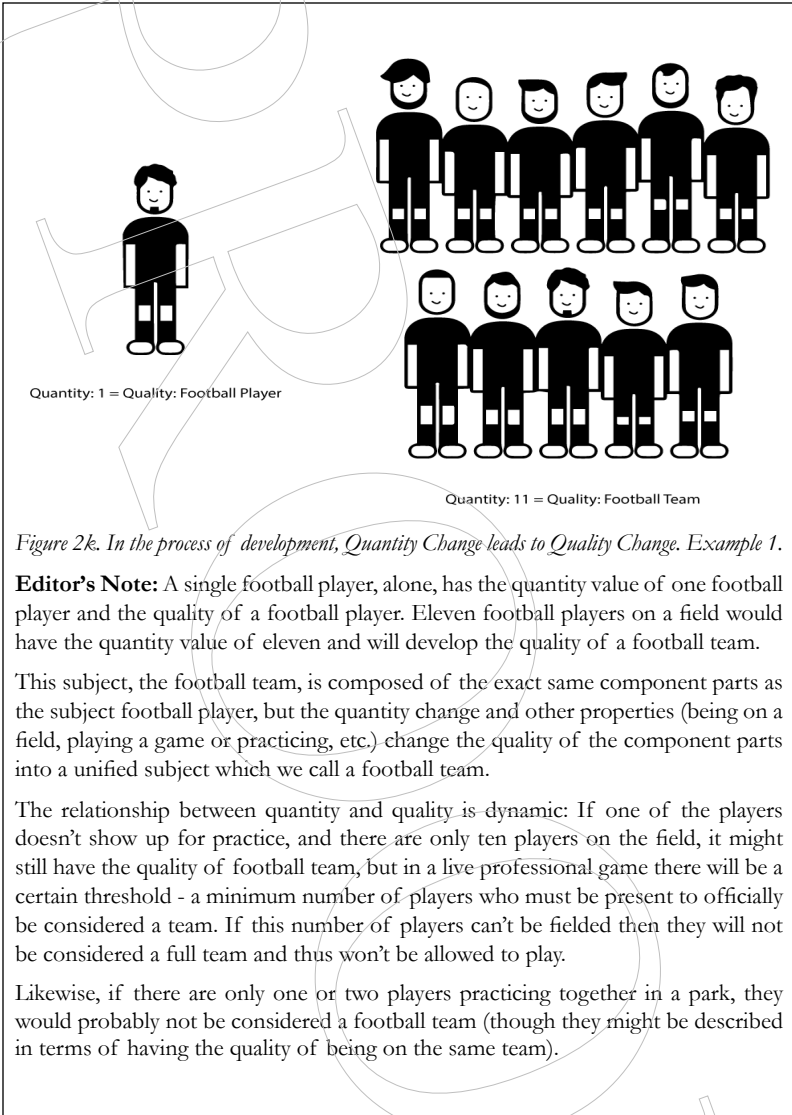 Quantity: 1 = Quality: Football Player
Quantity: 11 = Quality: Football Team
Figure 2k. In the process of development, Quantity Change leads to Quality Change. Example 1.
Editor's Note: A single football player, alone, has the quantity value of one football
player and the quality of a football player. Eleven football players on a field would
have the quantity value of eleven and will develop the quality of a football team.
This subject, the football team, is composed of the exact same component parts as
the subject football player, but the quantity change and other properties (being on a
field, playing a game or practicing, etc.) change the quality of the component parts
into a unified subject which we call a football team.
The relationship between quantity and quality is dynamic: If one of the players
doesn't show up for practice, and there are only ten players on the field, it might
still have the quality of football team, but in a live professional game there will be a
certain threshold - a minimum number of players who must be present to officially
be considered a team. If this number of players can't be fielded then they will not
be considered a full team and thus won't be allowed to play.
Likewise, if there are only one or two players practicing together in a park, they
would probably not be considered a football team (though they might be described
in terms of having the quality of being on the same team).